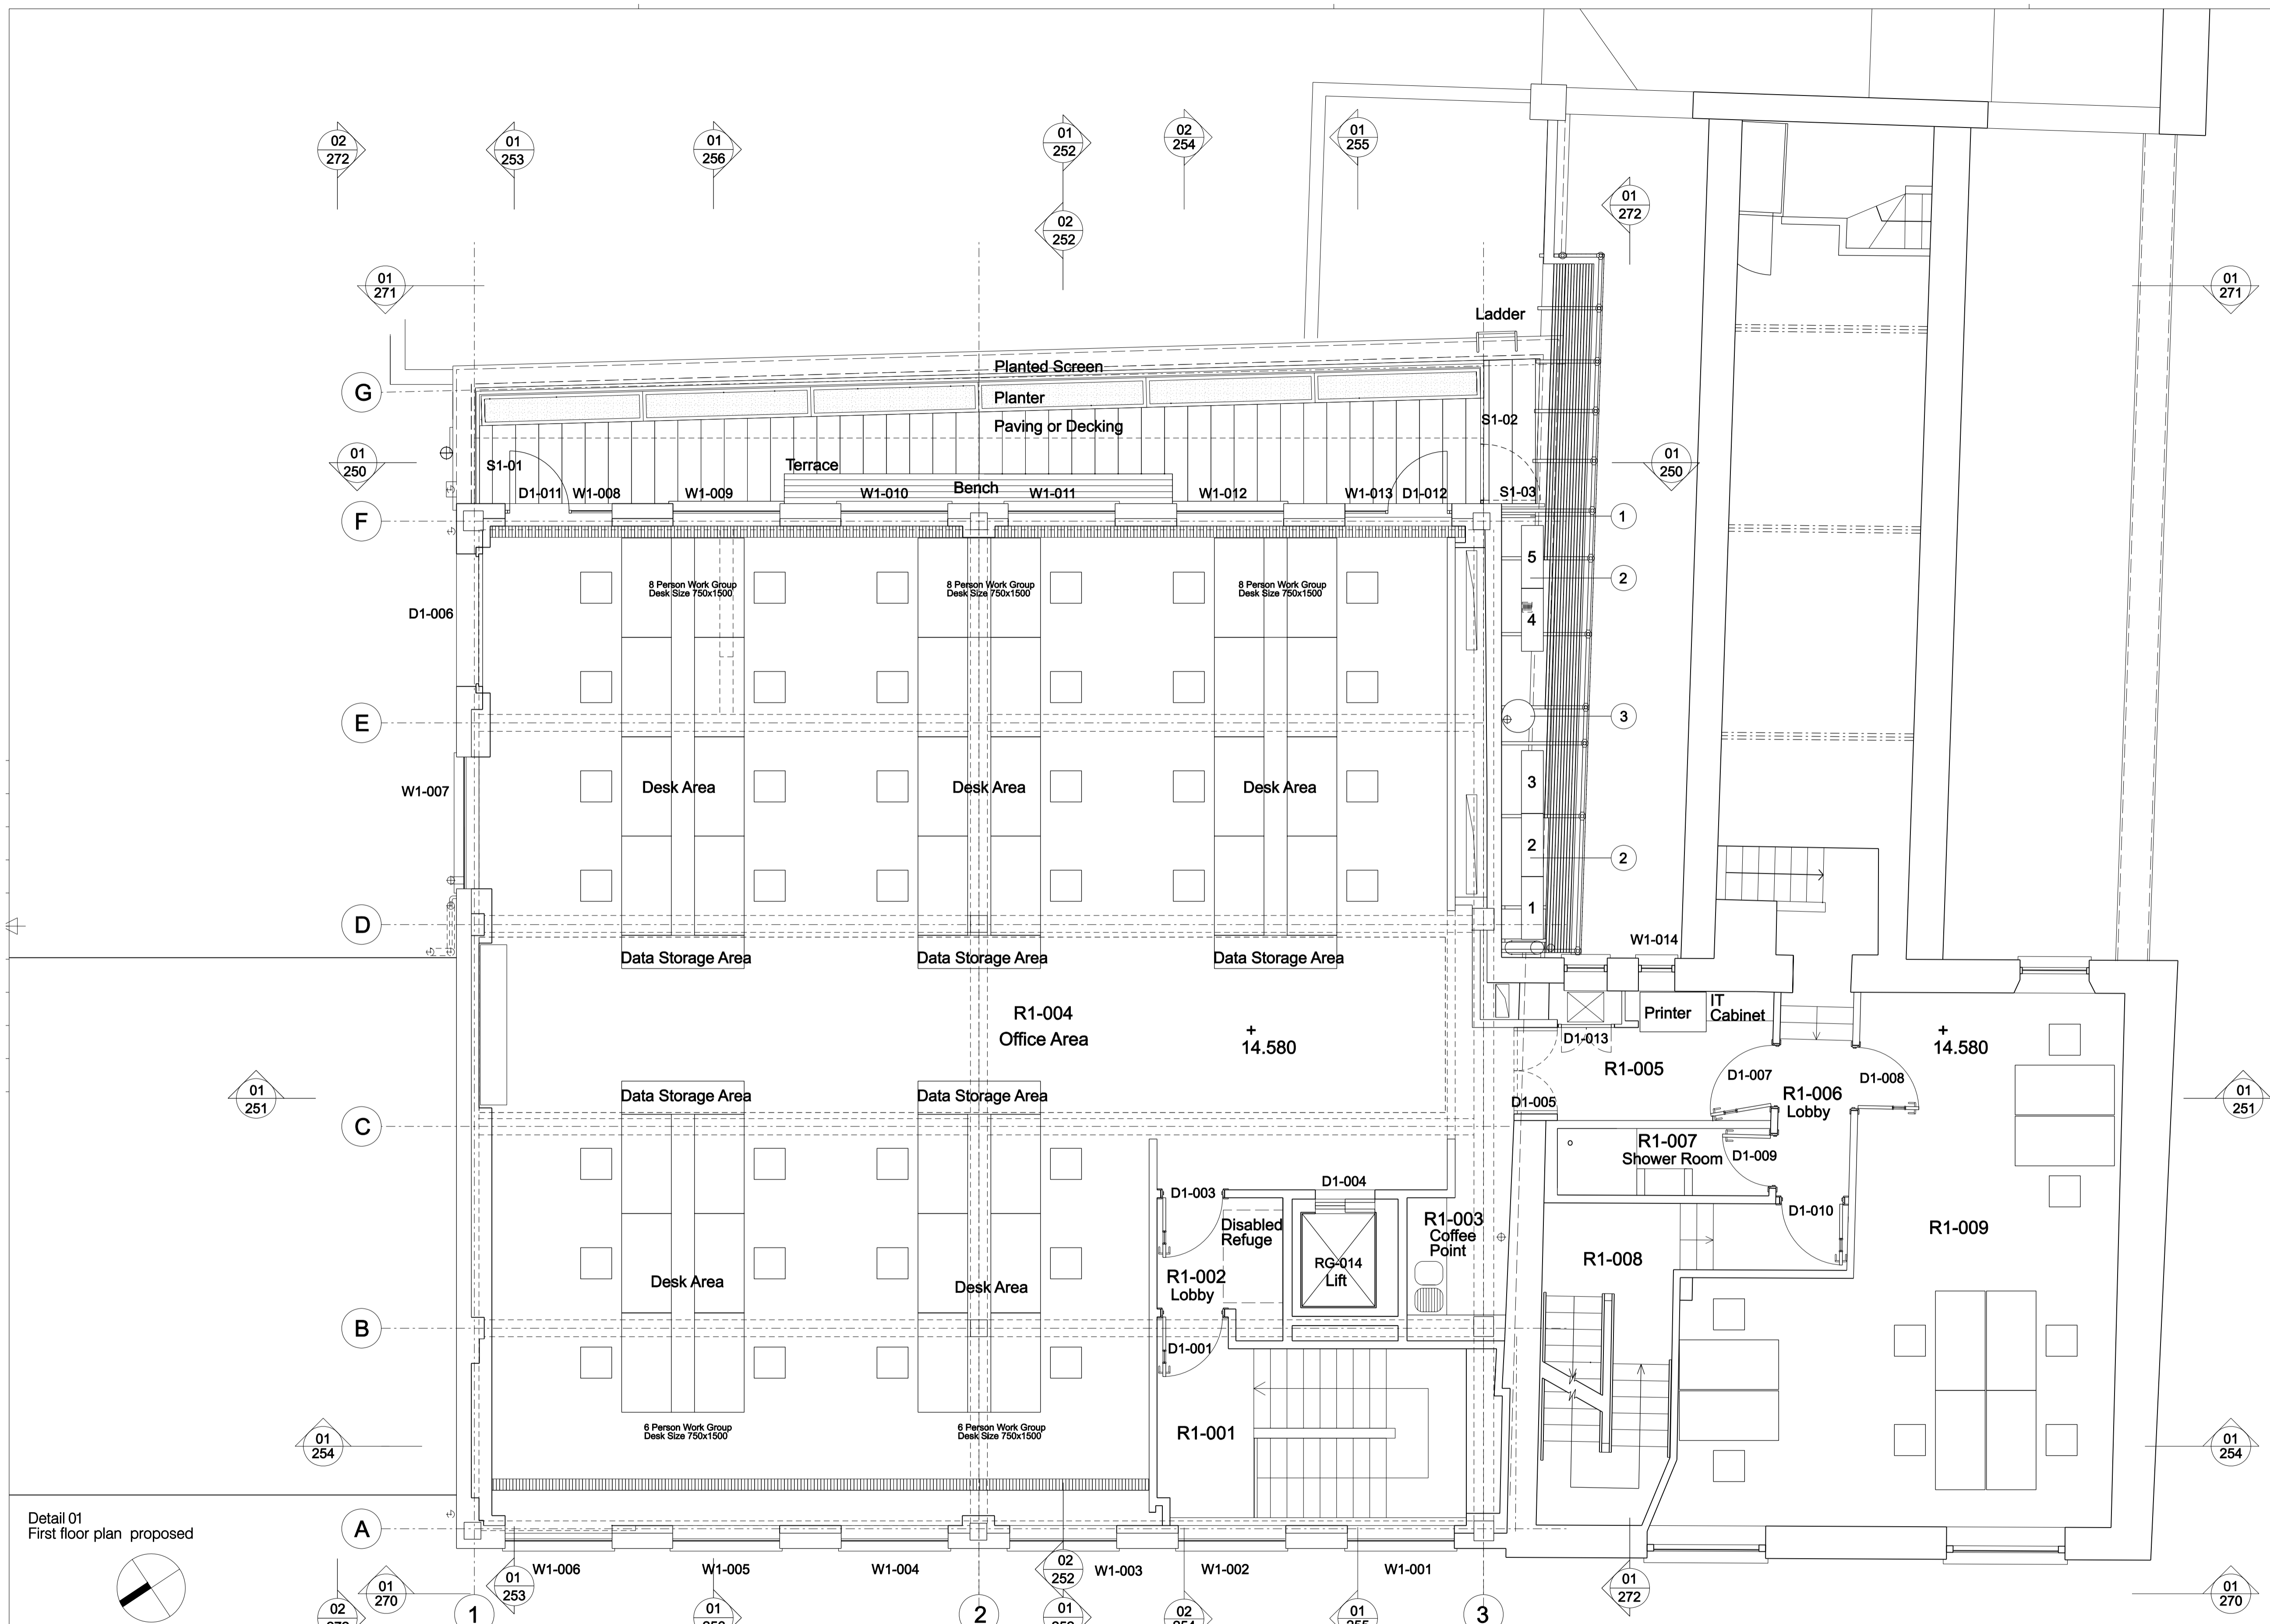 02
272
01
253
01
256
01
252
02
254
01
255
02
252
01
272
01
271
01
271
Ladder
Planted Screen
G
Planter
Paving or Decking
S1-02
01
250
01
250
S1-01
Terrace
Bench
D1-011
W1-008
W1-009
W1-010
W1-011
W1-012
W1-013
D1-012
S1-03
F
1
5
2
8 Person Work Group
Desk Size 750x1500
8 Person Work Group
Desk Size 750x1500
8 Person Work Group
Desk Size 750x1500
D1-006
4
E
3
W1-007
Desk Area
Desk Area
Desk Area
3
2
2
1
D
W1-014
Data Storage Area
Data Storage Area
Data Storage Area
R1-004
Office Area
+
14.580
Printer
IT
Cabinet
+
14.580
D1-013
R1-005
D1-007
D1-008
R1-006
Lobby
01
251
01
251
Data Storage Area
Data Storage Area
D1-005
C
R1-007
Shower Room
D1-009
D1-004
D1-003
D1-010
Disabled
Refuge
R1-003
Coffee
Point
R1-009
RG-014
Lift
R1-008
R1-002
Lobby
Desk Area
Desk Area
B
D1-001
6 Person Work Group
Desk Size 750x1500
6 Person Work Group
Desk Size 750x1500
R1-001
01
254
01
254
Detail 01
First floor plan proposed
A
W1-006
W1-005
W1-004
W1-003
W1-002
W1-001
01
253
02
252
01
272
01
270
01
270
02
1
01
2
01
02
01
3